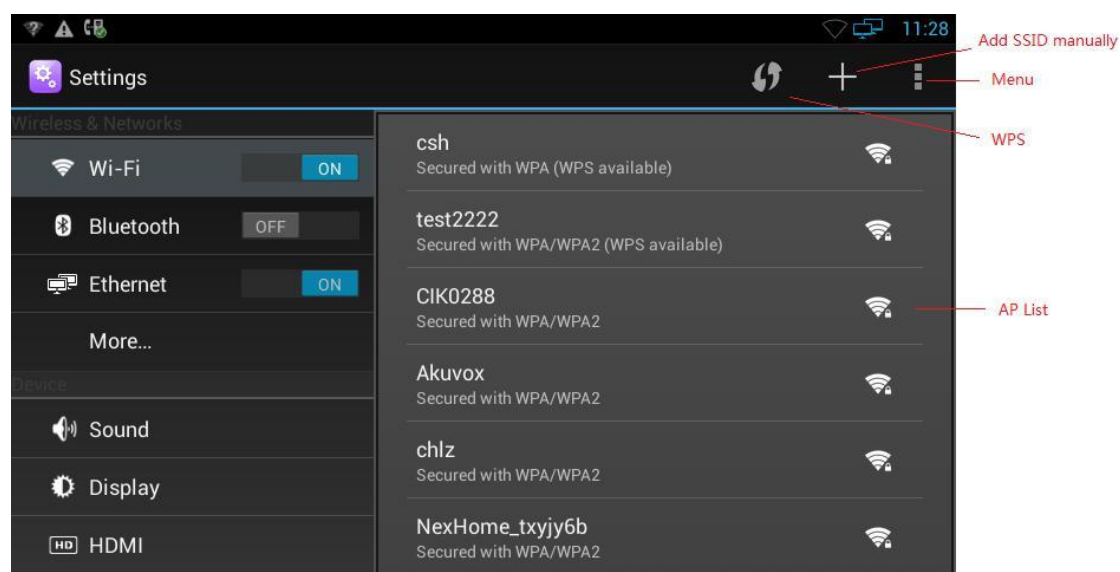 11:28
Add SSID manually
Settings
Menu
WPS
Wireless & Networks
Wi-Fi
ON
Bluetooth
OFF
Ethernet
ON
More...
Device
Sound
Display
HD
HDMI
csh
Secured with WPA (WPS available)
test2222
Secured with WPA/WPA2 (WPS available)
CIK0288
Secured with WPA/WPA2
AP List
Akuvox
Secured with WPA/WPA2
chlz
Secured with WPA/WPA2
NexHome_txyjy6b
Secured with WPA/WPA2